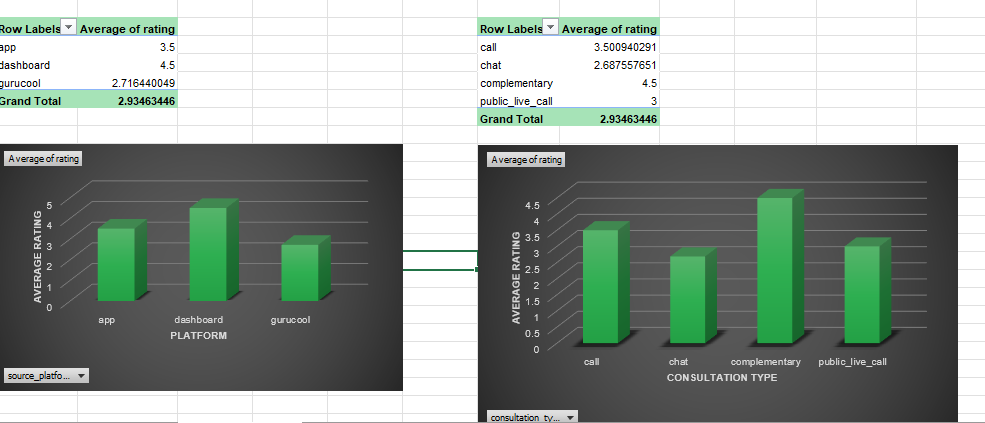 Row Labels Average of rating
app 3.5
dashboard 4.5
gurucool 2.716440049
Grand Total 2.93463446
Row Labels Average of rating
call 3.500940291
chat 2.687557651
complementary 4.5
public_live_call 3
Grand Total 2.93463446
Average of rating
5
4
3
2
1
0
AVERAGE RATING
app dashboard gurucool
PLATFORM
source_platfo...
Average of rating
4.5
4
3.5
3
2.5
2
1.5
1
0.5
0
AVERAGE RATING
call chat complementary public_live_call
CONSULTATION TYPE
consultation_ty...